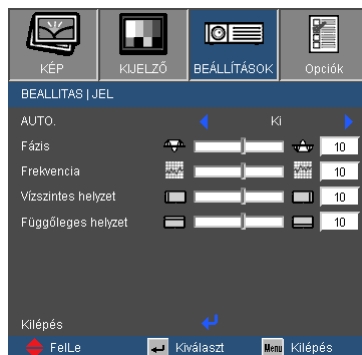 KÉP KIJELZŐ BEÁLLÍTÁSOK Opciók
BEALLITAS | JEL
AUTO. Ki
Fázis 10
Frekvencia 10
Vízszintes helyzet 10
Függőleges helyzet 10
Kilépés
FelLe Kiválaszt Menu Kilépés